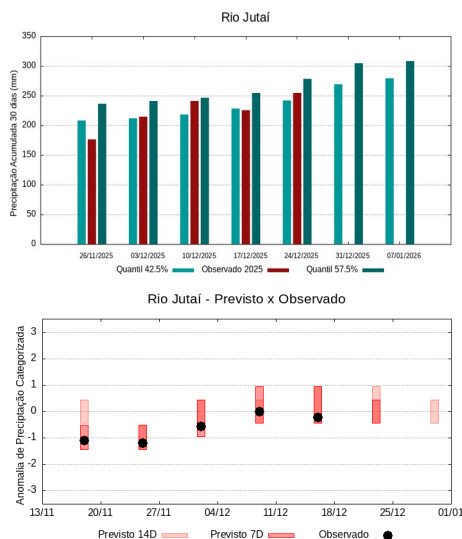 Rio Jutaí
Precipitação Acumulada 30 dias (mm)
350
300
250
200
150
100
50
0
26/11/2025 03/12/2025 10/12/2025 17/12/2025 24/12/2025 31/12/2025 07/01/2026
Quantil 42.5% Observado 2025 Quantil 57.5%
Rio Jutaí - Previsto x Observado
Anomalia de Preciptação Categorizada
3
2
1
0
-1
-2
-3
13/11 20/11 27/11 04/12 11/12 18/12 25/12 01/01
Previsto 14D Previsto 7D Observado